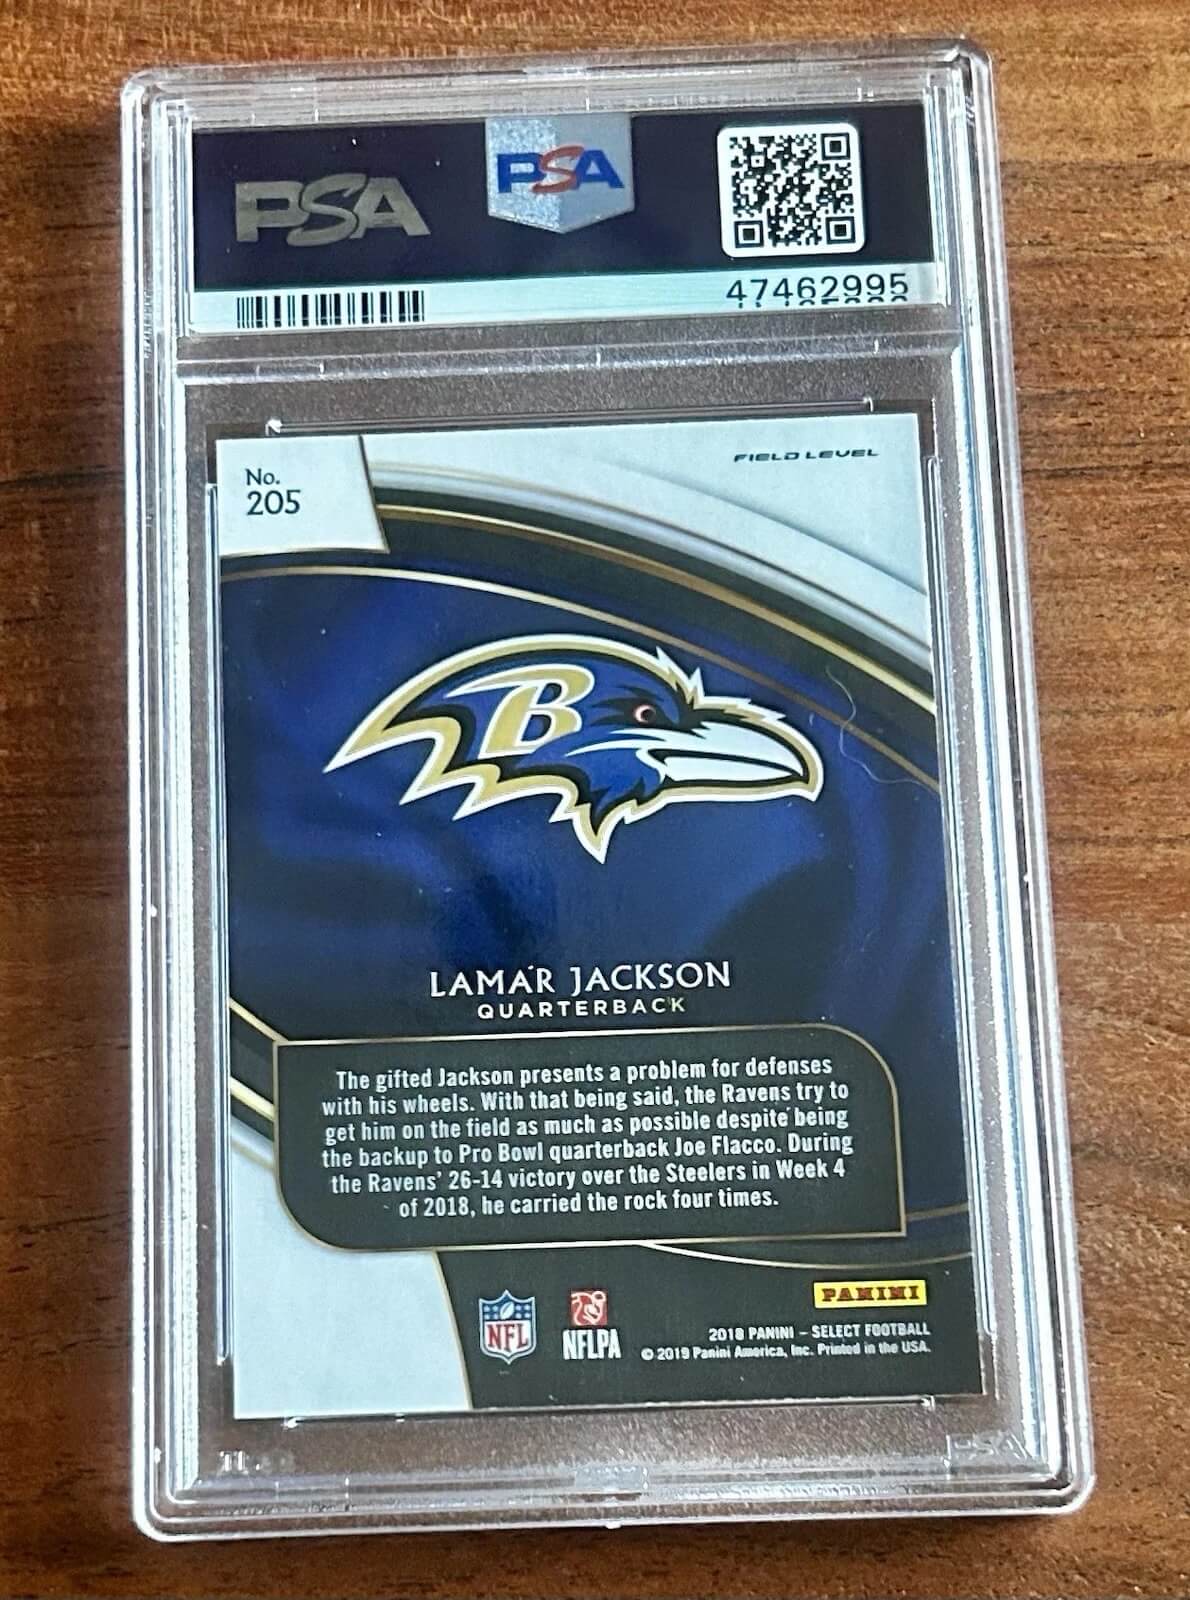 PSA
PSA
47462995
No.
205
FIELD LEVEL
B
LAMAR JACKSON
QUARTERBACK
The gifted Jackson presents a problem for defenses
with his wheels. With that being said, the Ravens try to
get him on the field as much as possible despite being
the backup to Pro Bowl quarterback Joe Flacco. During
the Ravens' 26-14 victory over the Steelers in Week 4
of 2018, he carried the rock four times.
NFL
NFLPA
PANINI
2018 PANINI – SELECT FOOTBALL
© 2019 Panini America, Inc. Printed in the USA.
PSA